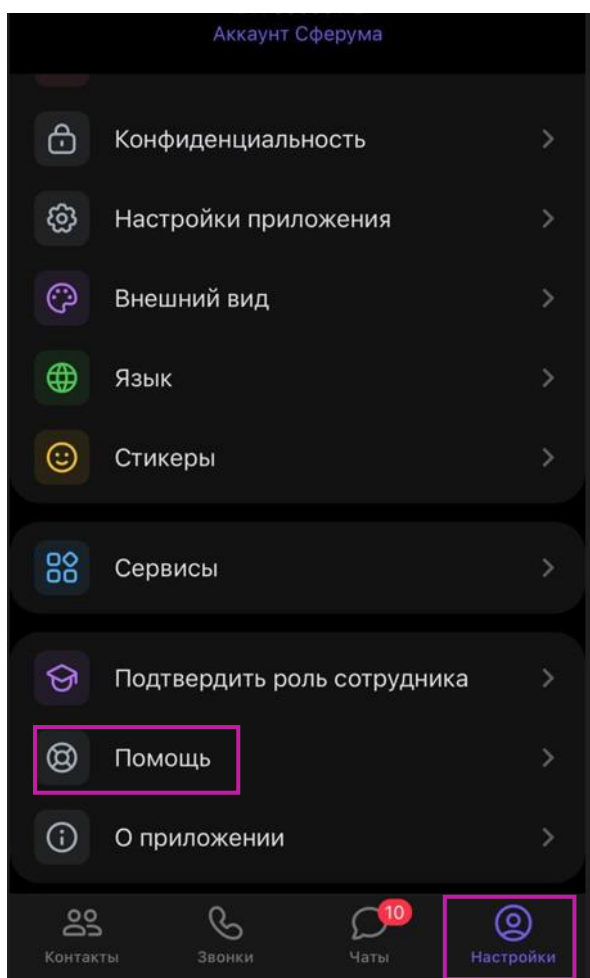 Аккаунт Сферума
Конфиденциальность
Настройки приложения
Внешний вид
Язык
Стикеры
Сервисы
Подтвердить роль сотрудника
Помощь
О приложении
10
Контакты Звонки Чаты Настройки